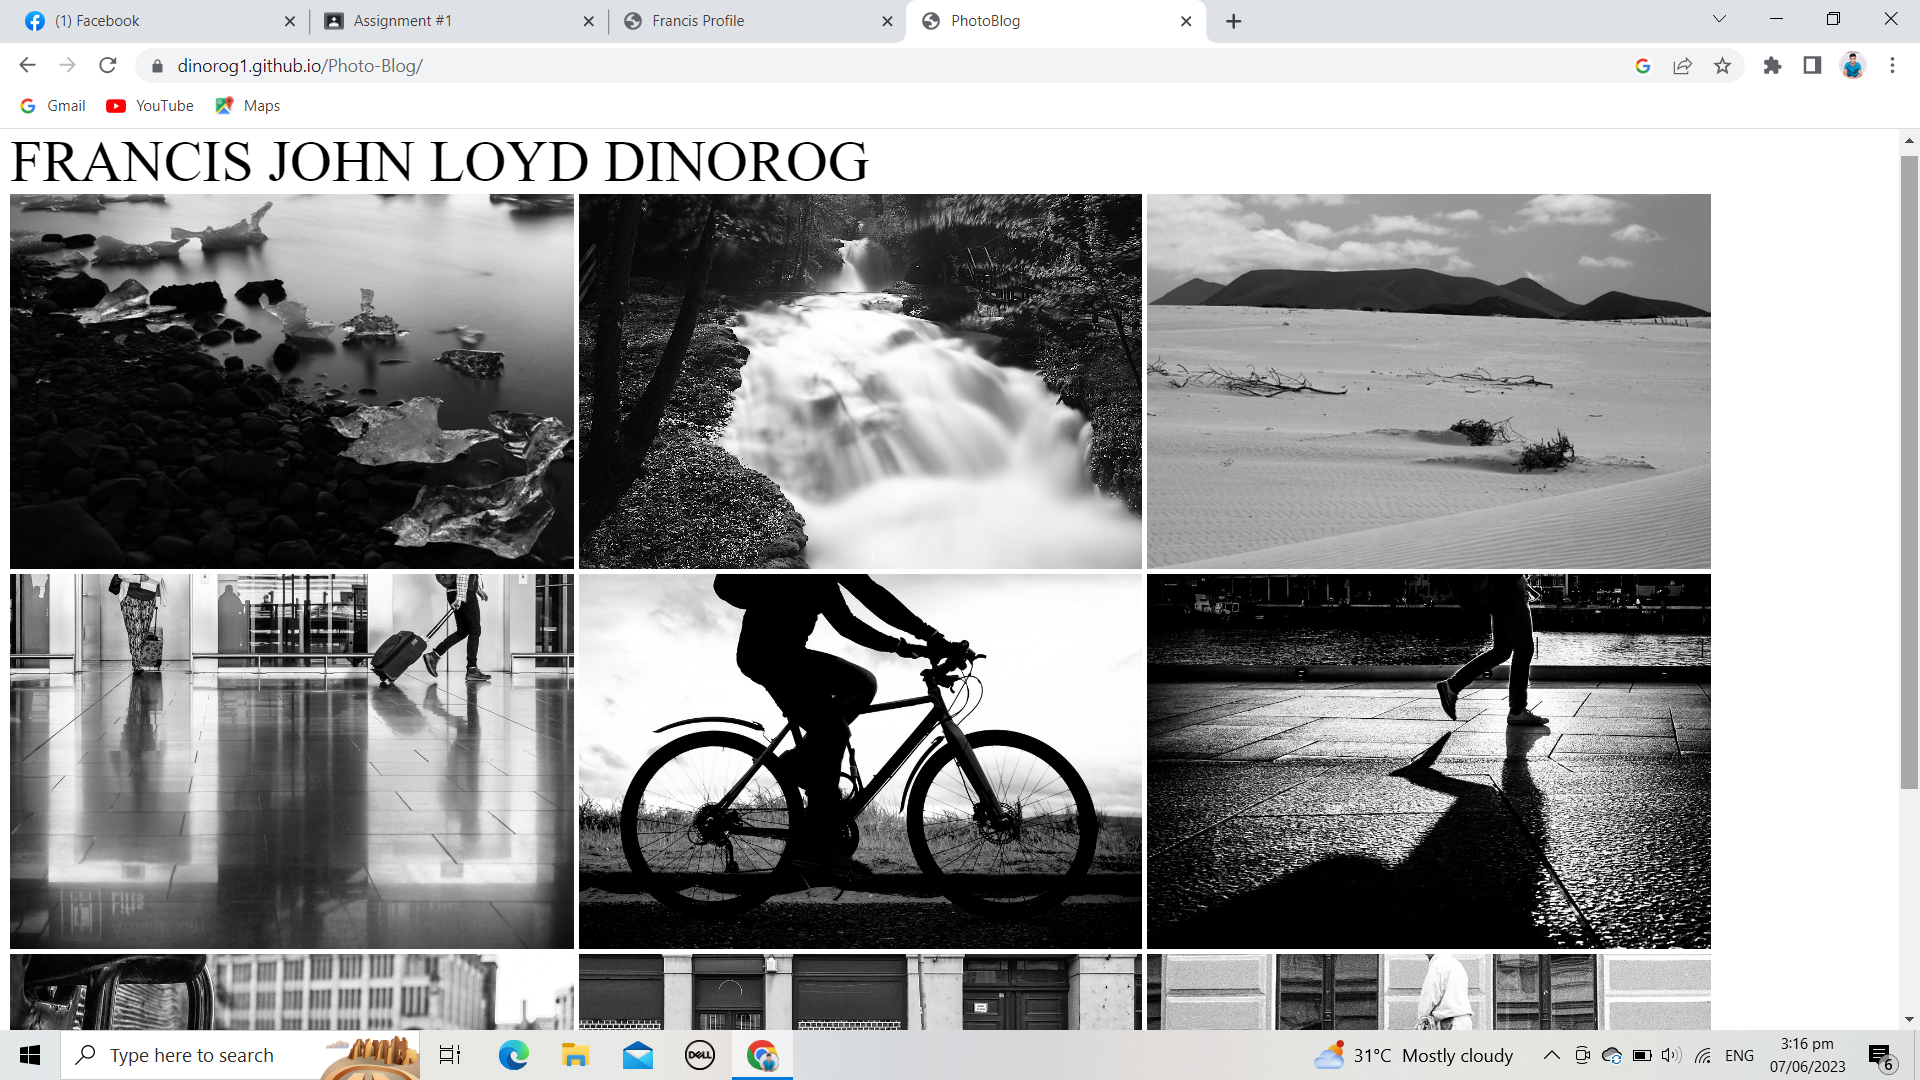 (1) Facebook
Assignment #1
Francis Profile
PhotoBlog
dinorog1.github.io/Photo-Blog/
Gmail
YouTube
Maps
FRANCIS JOHN LOYD DINOROG
Type here to search
DELL
31°C Mostly cloudy
ENG
3:16 pm
07/06/2023
6